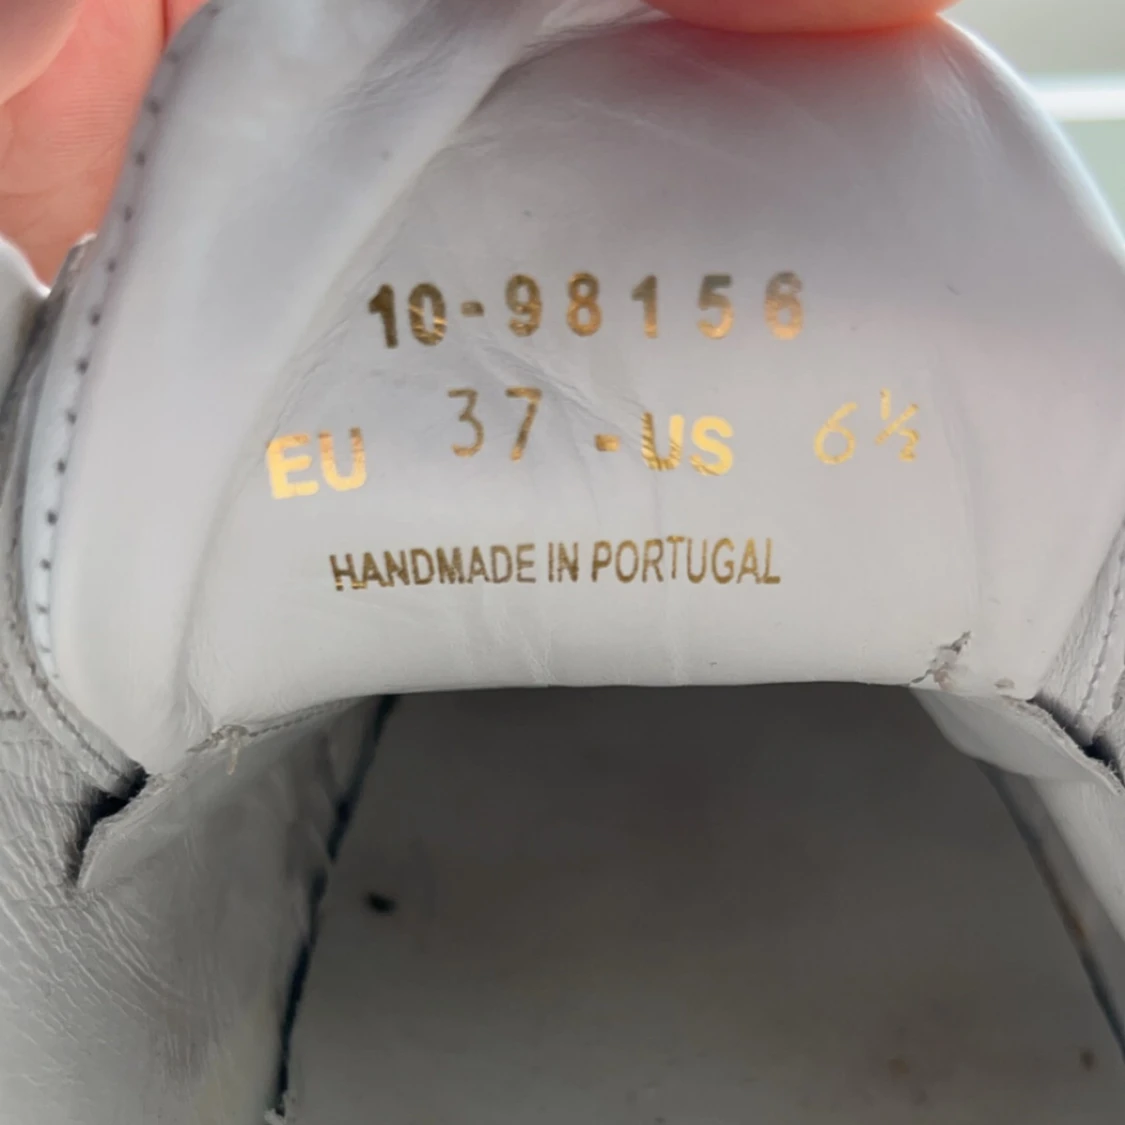 10-98156
EU 37 - US 6½
HANDMADE IN PORTUGAL